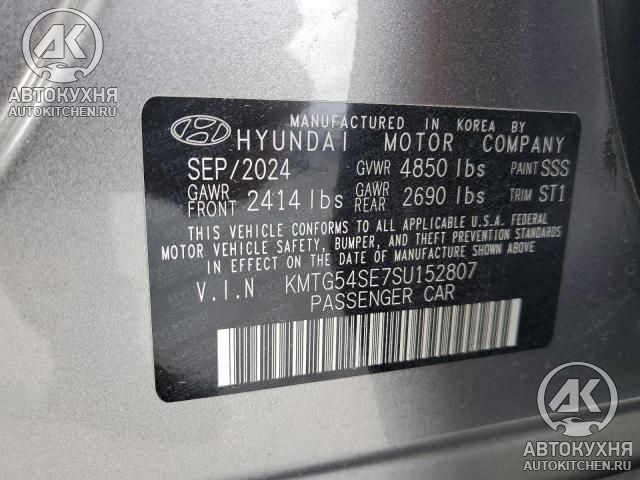 АВТОКУХНЯ
AUTOKITCHEN.RU
MANUFACTURED IN KOREA BY
HYUNDAI MOTOR COMPANY
SEP/2024 GVWR 4850 lbs PAINT SSS
GAWR FRONT 2414 lbs GAWR REAR 2690 lbs TRIM ST1
THIS VEHICLE CONFORMS TO ALL APPLICABLE U.S.A. FEDERAL
MOTOR VEHICLE SAFETY, BUMPER, AND THEFT PREVENTION STANDARDS
IN EFFECT ON THE DATE OF MANUFACTURE SHOWN ABOVE.
V.I.N KMTG54SE7SU152807
PASSENGER CAR
АВТОКУХНЯ
AUTOKITCHEN.RU
АВТОКУХНЯ
AUTOKITCHEN.RU